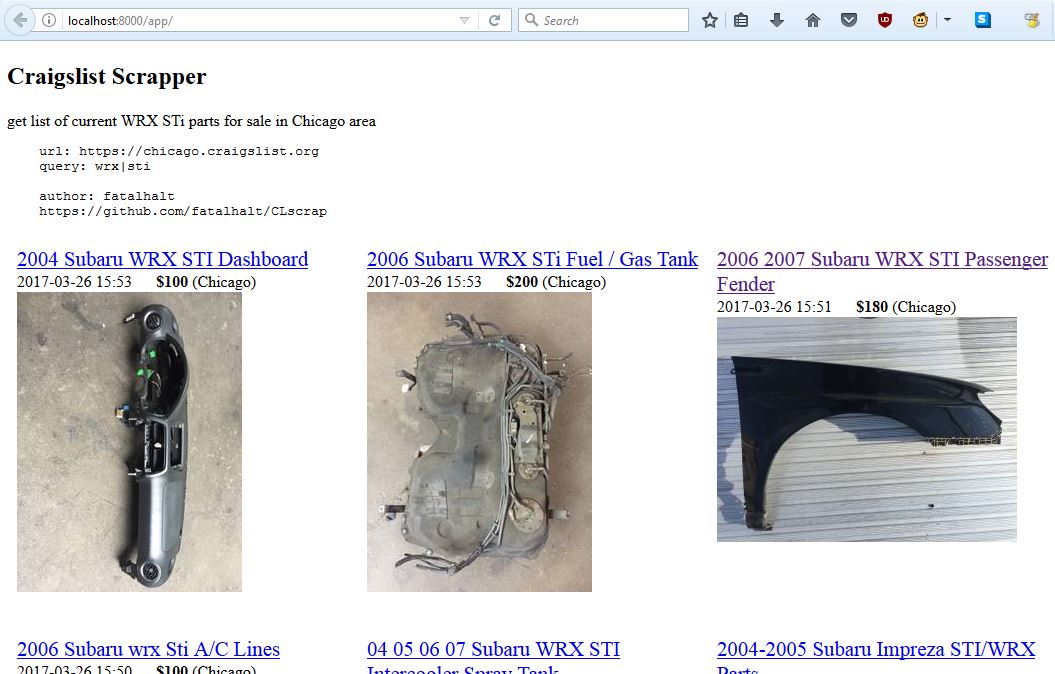 localhost:8000/app/
Search
Craigslist Scrapper
get list of current WRX STi parts for sale in Chicago area
url: https://chicago.craigslist.org
query: wrx|sti
author: fatalhalt
https://github.com/fatalhalt/CLscrap
2004 Subaru WRX STI Dashboard
2017-03-26 15:53 $100 (Chicago)
2006 Subaru WRX STi Fuel / Gas Tank
2017-03-26 15:53 $200 (Chicago)
2006 2007 Subaru WRX STI Passenger
Fender
2017-03-26 15:51 $180 (Chicago)
2006 Subaru wrx Sti A/C Lines
2017-03-26 15:50 $100 (Chicago)
04 05 06 07 Subaru WRX STI
Intercooler Spray Tank
2004-2005 Subaru Impreza STI/WRX
Parts